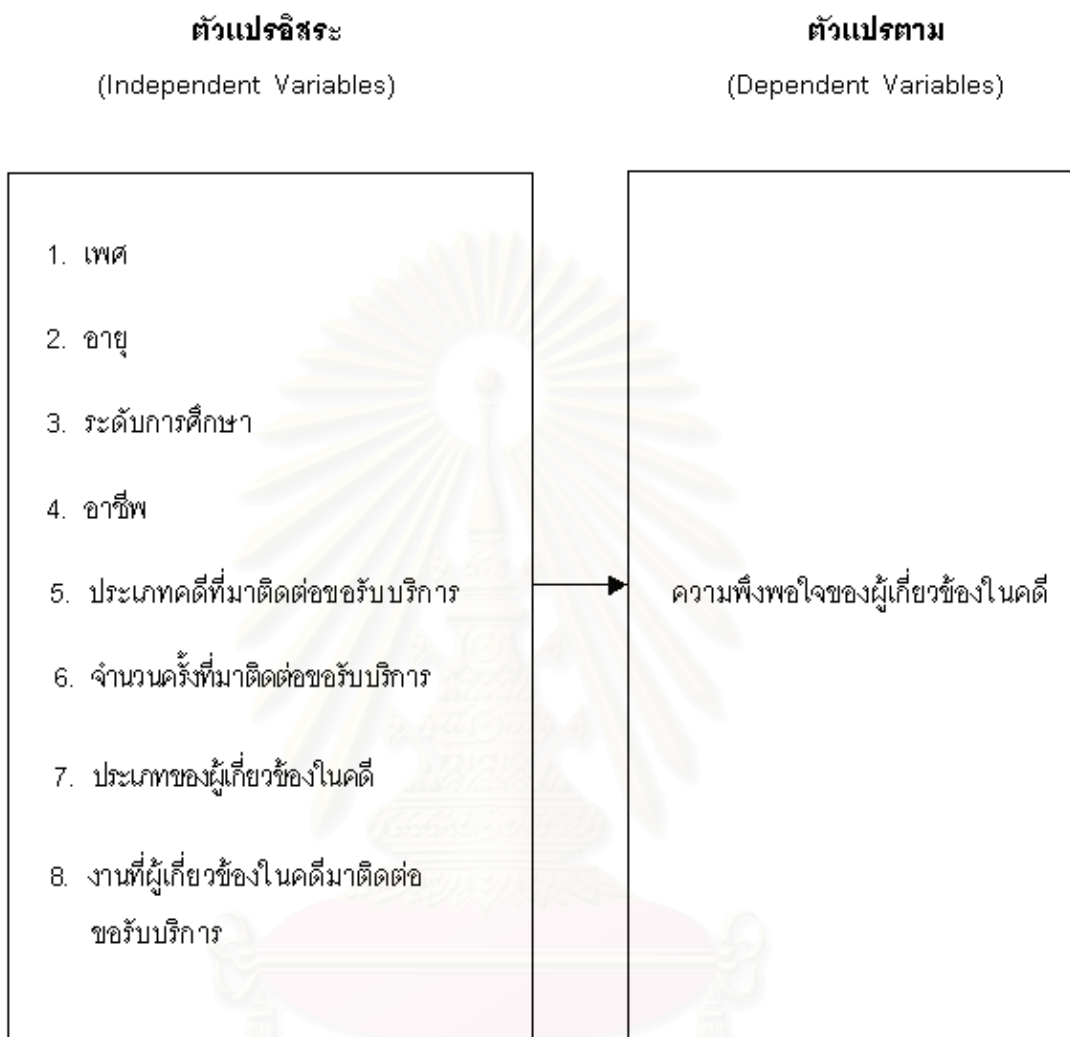 ตัวแปรอิสระ
(Independent Variables)
ตัวแปรตาม
(Dependent Variables)
1. เพศ
2. อายุ
3. ระดับการศึกษา
4. อาชีพ
5. ประเภทคดีที่มาติดต่อขอรับบริการ
6. จำนวนครั้งที่มาติดต่อขอรับบริการ
7. ประเภทของผู้เกี่ยวข้องในคดี
8. งานที่ผู้เกี่ยวข้องในคดีมาติดต่อ
ขอรับบริการ
ความพึงพอใจของผู้เกี่ยวข้องในคดี